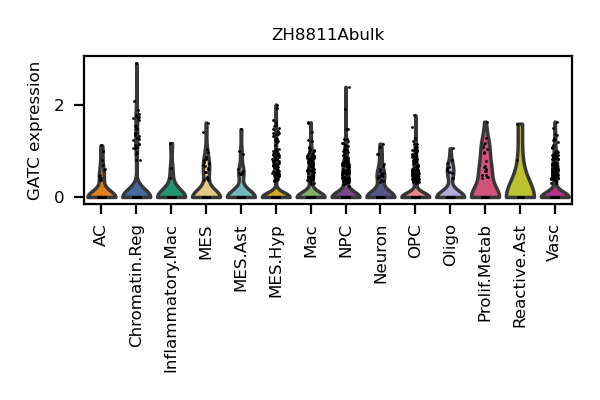 ZH8811Abulk
GATC expression
2
0
AC
Chromatin.Reg
Inflammatory.Mac
MES
MES.Ast
MES.Hyp
Mac
NPC
Neuron
OPC
Oligo
Prolif.Metab
Reactive.Ast
Vasc